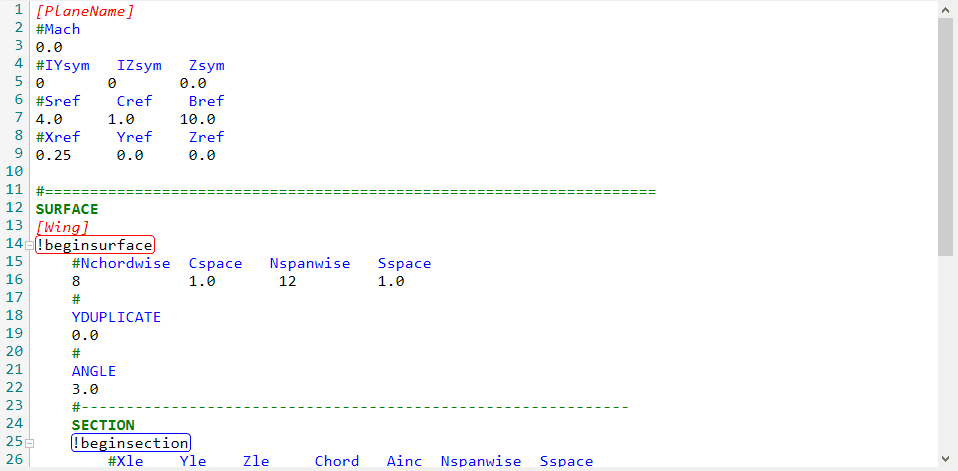 1 [PlaneName]
2 #Mach
3 0.0
4 #IYsym IZsym Zsym
5 0 0 0.0
6 #Sref Cref Bref
7 4.0 1.0 10.0
8 #Xref Yref Zref
9 0.25 0.0 0.0
10
11 #====================================================================
12 SURFACE
13 [Wing]
14 !beginsurface
15 #Nchordwise Cspace Nspanwise Sspace
16 8 1.0 12 1.0
17 #
18 YDUPLICATE
19 0.0
20 #
21 ANGLE
22 3.0
23 #-------------------------------------------------------------
24 SECTION
25 !beginsection
26 #Xle Yle Zle Chord Ainc Nspanwise Sspace